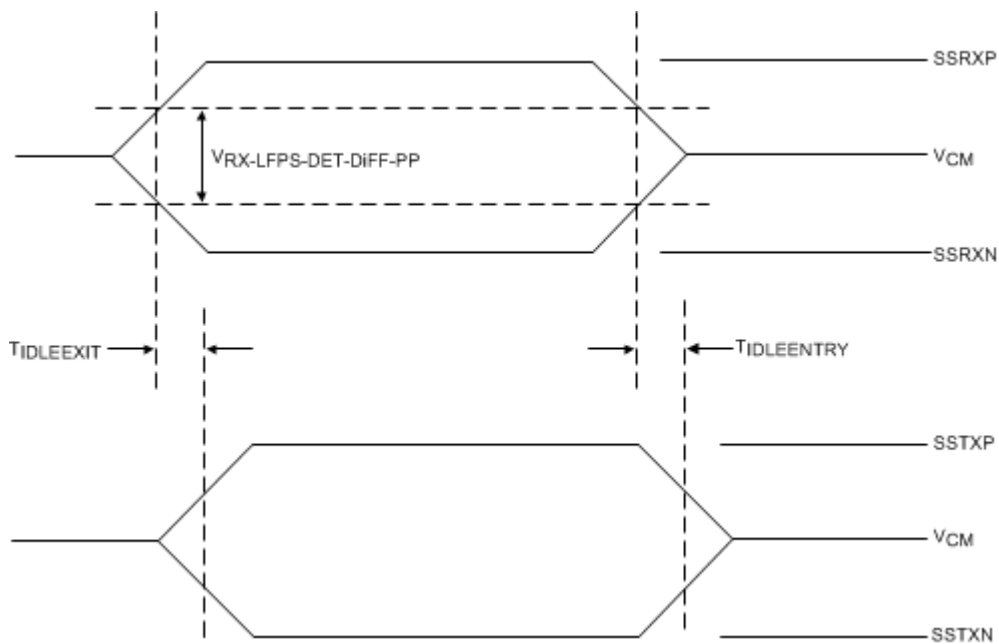 SSRXP
VRX-LFPS-DET-DiFF-PP
VCM
SSRXN
TIDLEEXIT
TIDLEENTRY
SSTXP
VCM
SSTXN